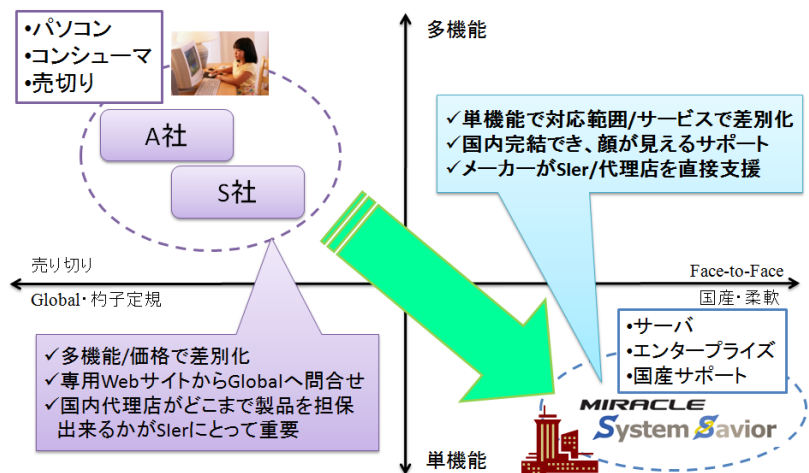 •パソコン
•コンシューマ
•売切り
A社
S社
多機能
✓単機能で対応範囲/サービスで差別化
✓国内完結でき、顔が見えるサポート
✓メーカーがSIer/代理店を直接支援
売り切り
Global・杓子定規
Face-to-Face
国産・柔軟
✓多機能/価格で差別化
✓専用WebサイトからGlobalへ問合せ
✓国内代理店がどこまで製品を担保
出来るかがSIerにとって重要
•サーバ
•エンタープライズ
•国産サポート
MIRACLE
System Savior
単機能